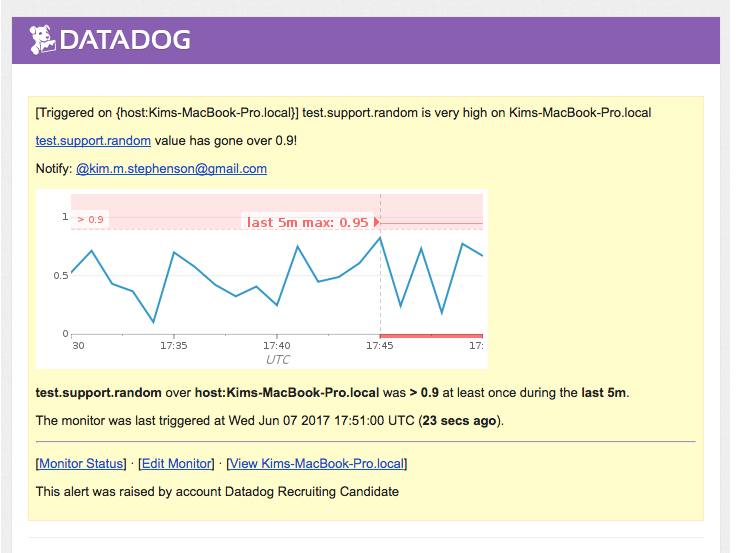 DATADOG
[Triggered on {host:Kims-MacBook-Pro.local}] test.support.random is very high on Kims-MacBook-Pro.local
test.support.random value has gone over 0.9!
Notify: @kim.m.stephenson@gmail.com
1
> 0.9
last 5m max: 0.95
0.5
0
30 17:35 17:40 17:45 17:
UTC
test.support.random over host:Kims-MacBook-Pro.local was > 0.9 at least once during the last 5m.
The monitor was last triggered at Wed Jun 07 2017 17:51:00 UTC (23 secs ago).
[Monitor Status] · [Edit Monitor] · [View Kims-MacBook-Pro.local]
This alert was raised by account Datadog Recruiting Candidate